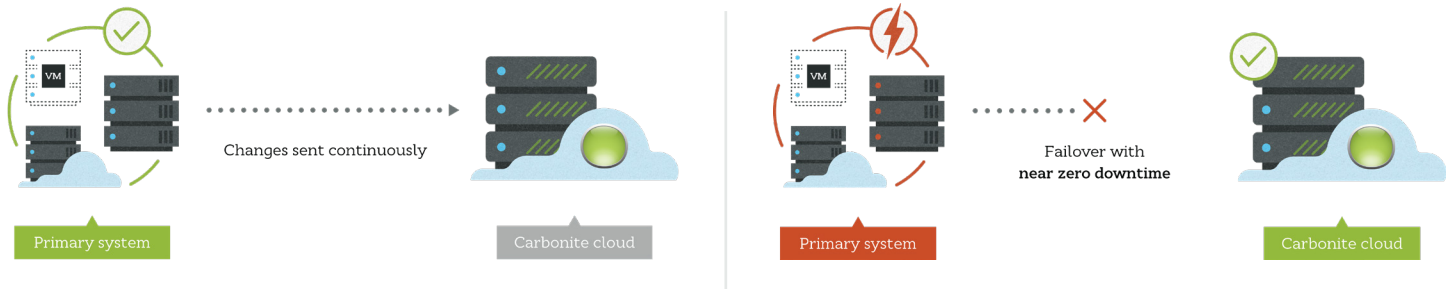 VM
Changes sent continuously
Primary system
Carbonite cloud
VM
Failover with
near zero downtime
Primary system
Carbonite cloud